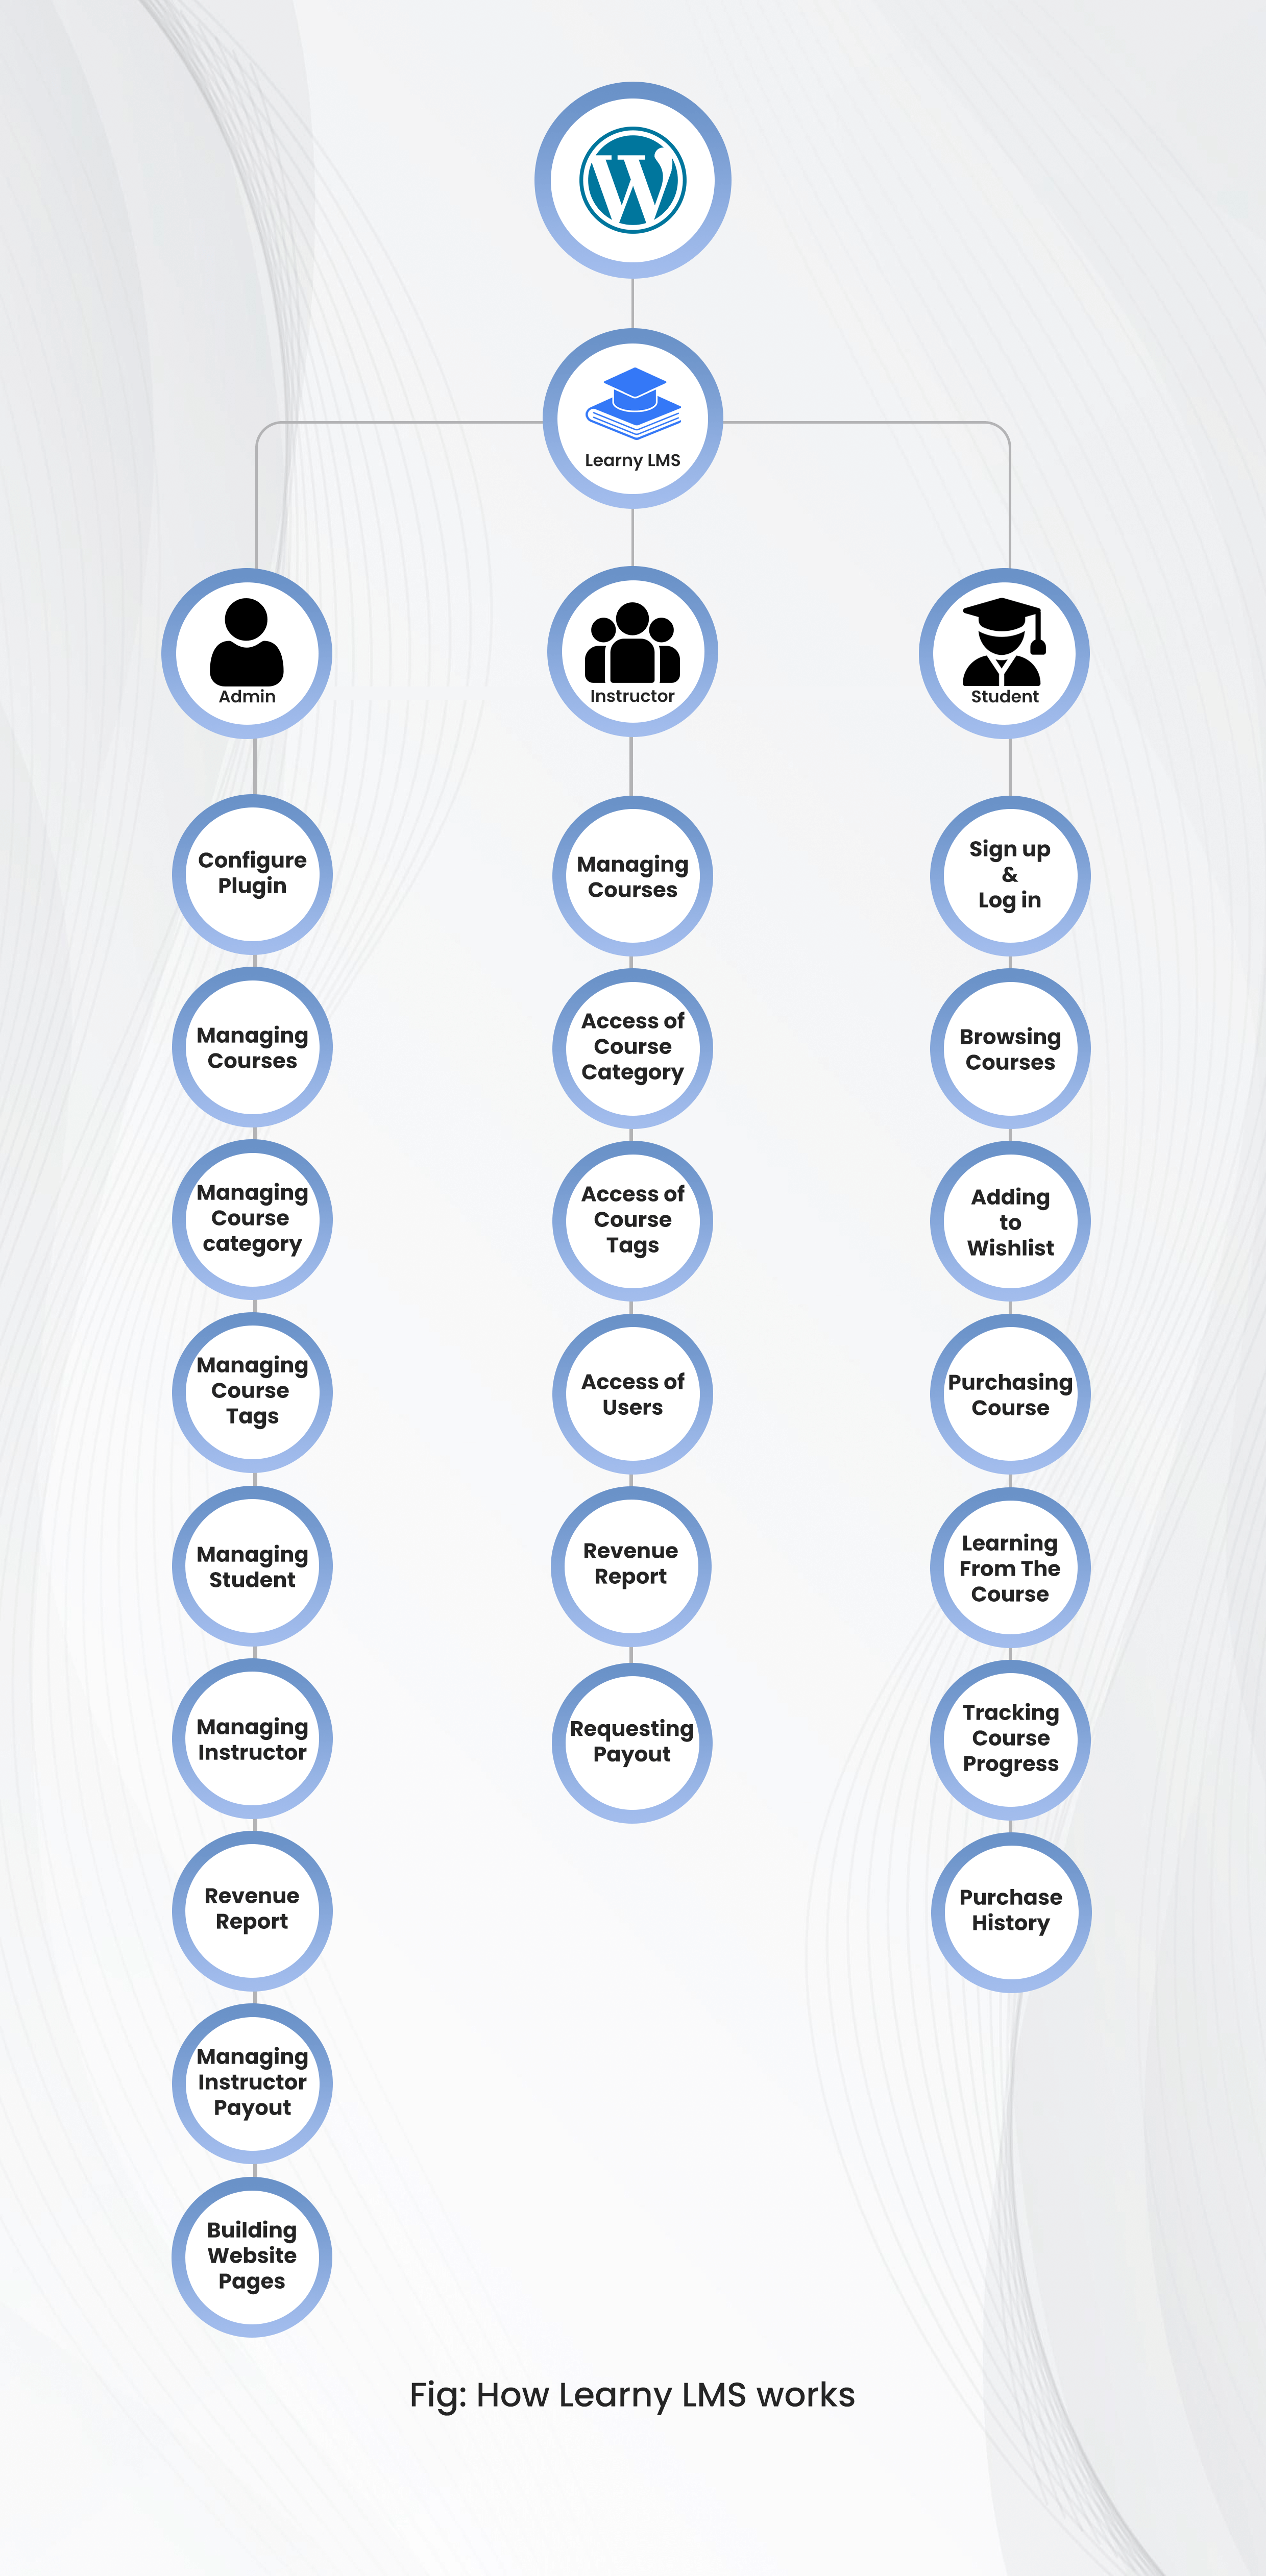 W
Learny LMS
Admin
Instructor
Student
Configure
Plugin
Managing
Courses
Managing
Course
category
Managing
Course
Tags
Managing
Student
Managing
Instructor
Revenue
Report
Managing
Instructor
Payout
Building
Website
Pages
Managing
Courses
Access of
Course
Category
Access of
Course
Tags
Access of
Users
Revenue
Report
Requesting
Payout
Sign up
&
Log in
Browsing
Courses
Adding
to
Wishlist
Purchasing
Course
Learning
From The
Course
Tracking
Course
Progress
Purchase
History
Fig: How Learny LMS works